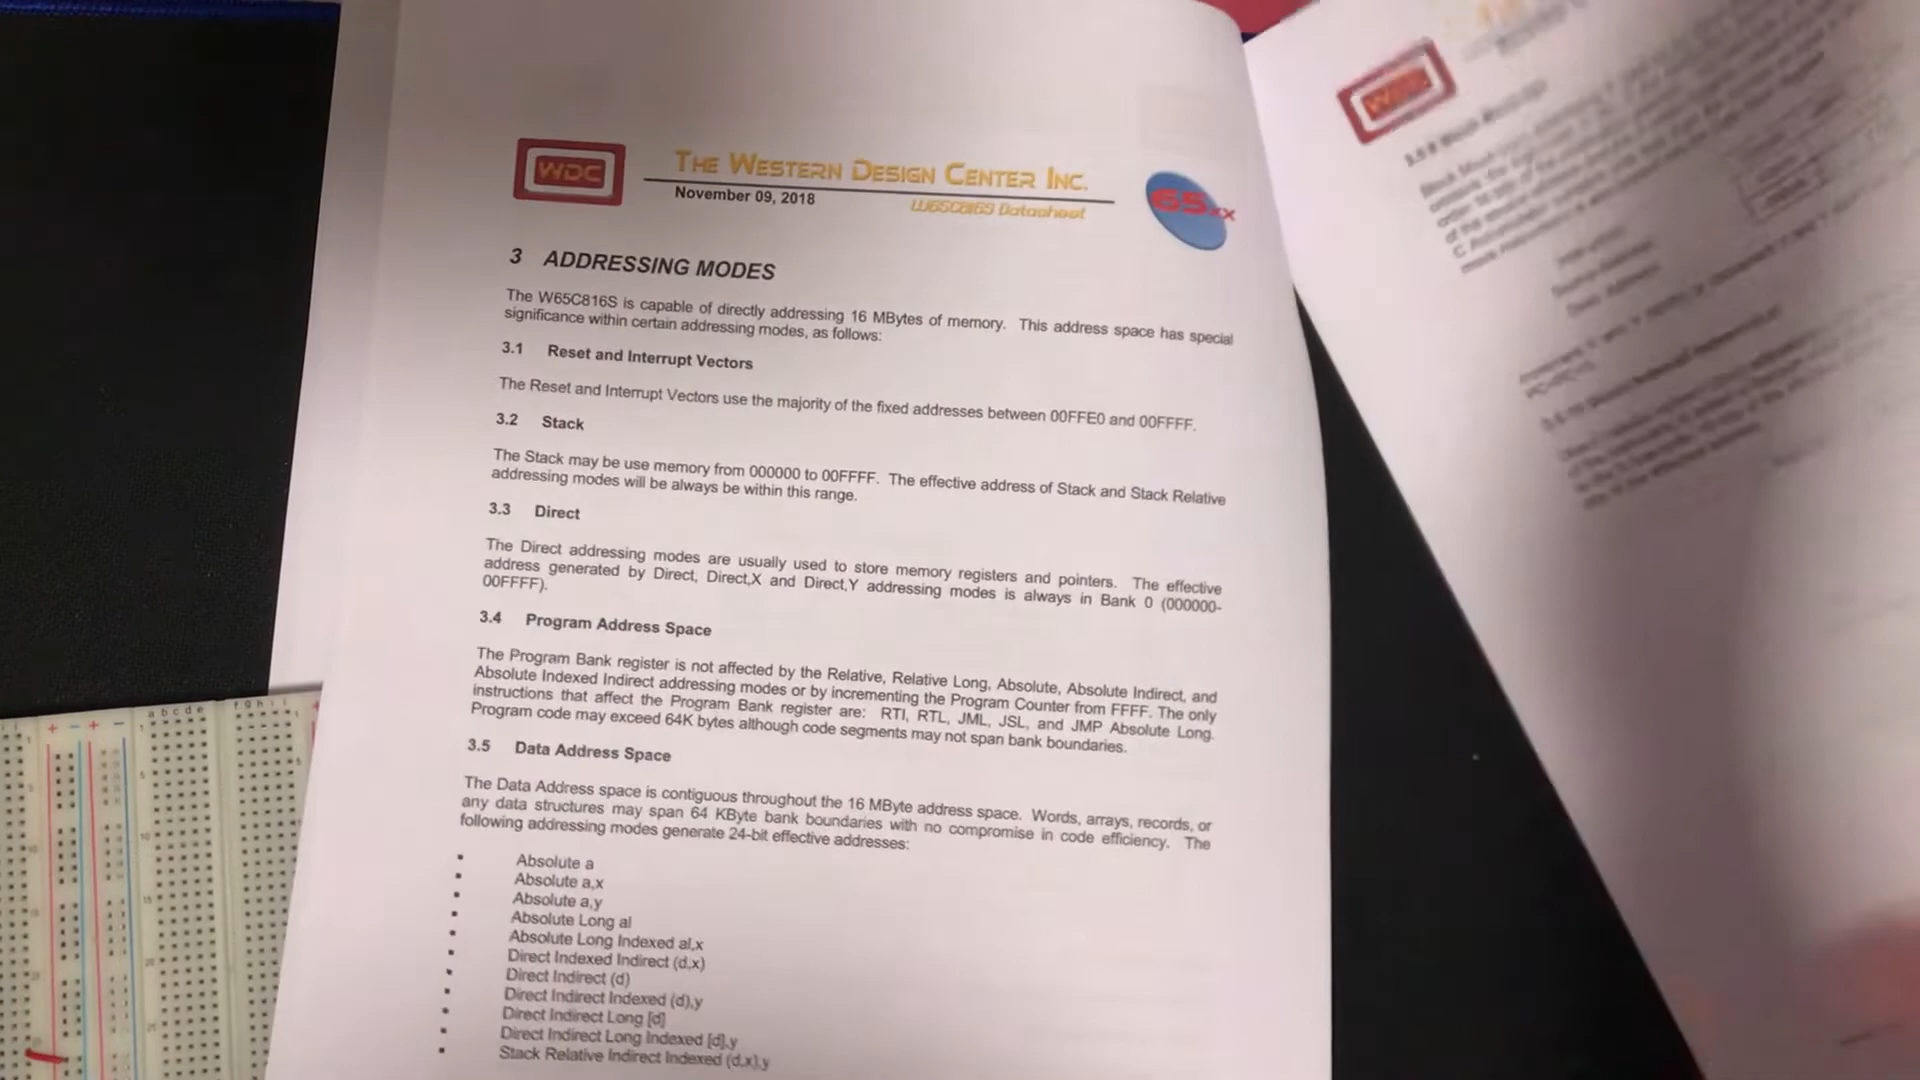 WDC
THE WESTERN DESIGN CENTER INC.
November 09, 2018
W65C816S Datasheet
65xx
3 ADDRESSING MODES
The W65C816S is capable of directly addressing 16 MBytes of memory. This address space has special
significance within certain addressing modes, as follows:
3.1 Reset and Interrupt Vectors
The Reset and Interrupt Vectors use the majority of the fixed addresses between 00FFE0 and 00FFFF.
3.2 Stack
The Stack may be use memory from 000000 to 00FFFF. The effective address of Stack and Stack Relative
addressing modes will be always be within this range.
3.3 Direct
The Direct addressing modes are usually used to store memory registers and pointers. The effective
address generated by Direct, Direct,X and Direct,Y addressing modes is always in Bank 0 (000000-
00FFFF).
3.4 Program Address Space
The Program Bank register is not affected by the Relative, Relative Long, Absolute, Absolute Indirect, and
Absolute Indexed Indirect addressing modes or by incrementing the Program Counter from FFFF. The only
instructions that affect the Program Bank register are: RTI, RTL, JML, JSL, and JMP Absolute Long.
Program code may exceed 64K bytes although code segments may not span bank boundaries.
3.5 Data Address Space
The Data Address space is contiguous throughout the 16 MByte address space. Words, arrays, records, or
any data structures may span 64 KByte bank boundaries with no compromise in code efficiency. The
following addressing modes generate 24-bit effective addresses:
▪ Absolute a
▪ Absolute a,x
▪ Absolute a,y
▪ Absolute Long al
▪ Absolute Long Indexed al,x
▪ Direct Indexed Indirect (d,x)
▪ Direct Indirect (d)
▪ Direct Indirect Indexed (d),y
▪ Direct Indirect Long [d]
▪ Direct Indirect Long Indexed [d],y
▪ Stack Relative Indirect Indexed (d,x),y